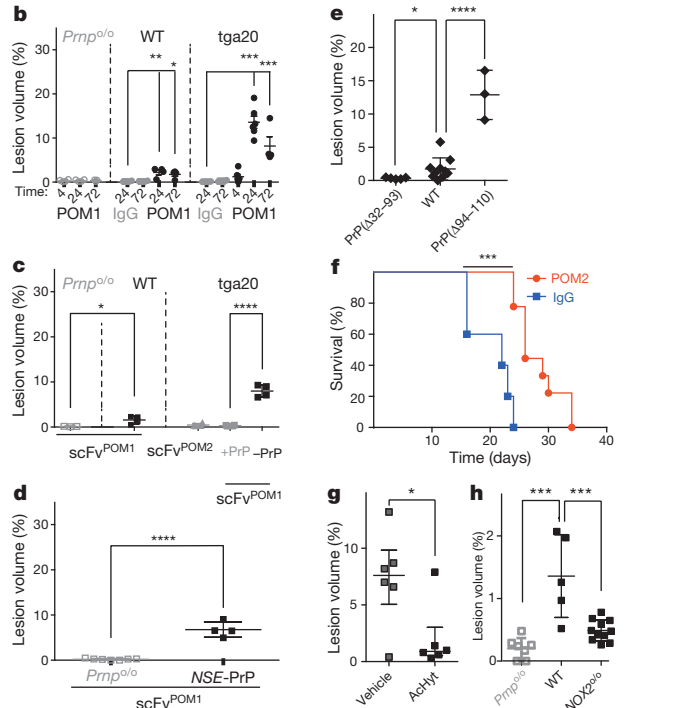 b
Prnp^o/o WT tga20
Lesion volume (%)
30
20
10
0
** * *** ***
Time: 4 24 72 24 72 24 72 24 72 4 24 72
POM1 IgG POM1 IgG POM1
e
* ****
Lesion volume (%)
20
15
10
5
0
PrP(Δ32–93) WT PrP(Δ94–110)
c
Prnp^o/o WT tga20
Lesion volume (%)
30
20
10
0
* ****
scFv^POM1 scFv^POM2 +PrP –PrP
scFv^POM1
f
***
POM2
IgG
Survival (%)
80
60
40
20
0
10 20 30 40
Time (days)
d
Lesion volume (%)
30
20
10
0
****
Prnp^o/o NSE-PrP
scFv^POM1
g
*
Lesion volume (%)
10
5
0
Vehicle AcHyt
h
*** ***
Lesion volume (%)
2
1
0
Prnp^o/o WT NOX2^o/o